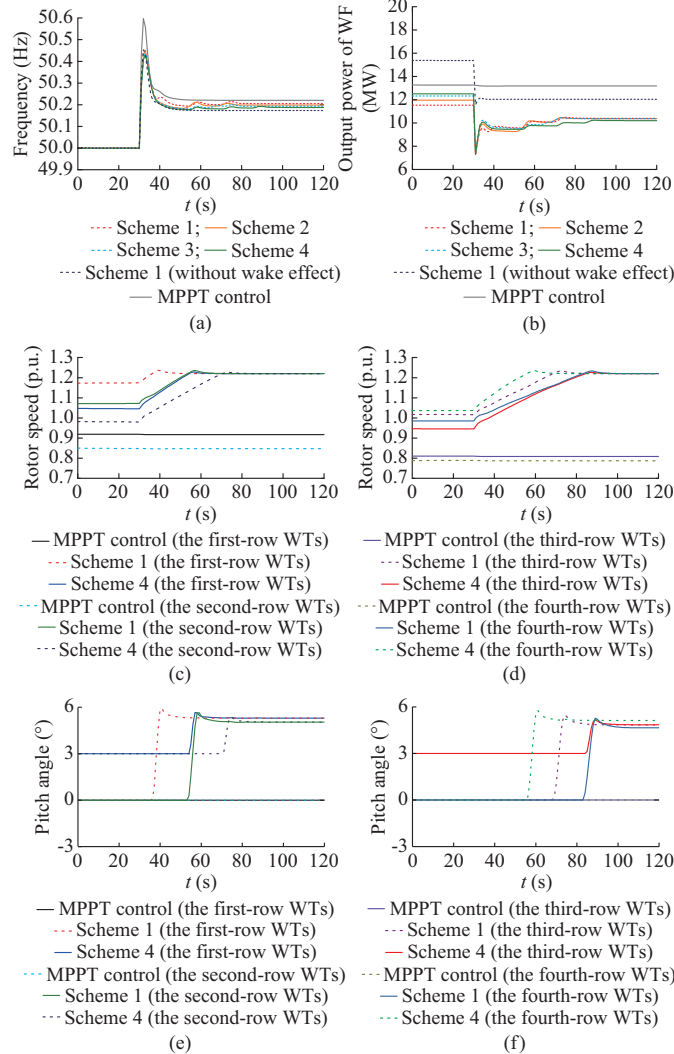 50.6
50.5
50.4
50.3
50.2
50.1
50.0
49.9
Frequency (Hz)
0 20 40 60 80 100 120
t (s)
Scheme 1; Scheme 2
Scheme 3; Scheme 4
Scheme 1 (without wake effect)
MPPT control
(a)
20
18
16
14
12
10
8
6
Output power of WF
(MW)
0 20 40 60 80 100 120
t (s)
Scheme 1; Scheme 2
Scheme 3; Scheme 4
Scheme 1 (without wake effect)
MPPT control
(b)
1.3
1.2
1.1
1.0
0.9
0.8
0.7
Rotor speed (p.u.)
0 20 40 60 80 100 120
t (s)
MPPT control (the first-row WTs)
Scheme 1 (the first-row WTs)
Scheme 4 (the first-row WTs)
MPPT control (the second-row WTs)
Scheme 1 (the second-row WTs)
Scheme 4 (the second-row WTs)
(c)
1.3
1.2
1.1
1.0
0.9
0.8
0.7
Rotor speed (p.u.)
0 20 40 60 80 100 120
t (s)
MPPT control (the third-row WTs)
Scheme 1 (the third-row WTs)
Scheme 4 (the third-row WTs)
MPPT control (the fourth-row WTs)
Scheme 1 (the fourth-row WTs)
Scheme 4 (the fourth-row WTs)
(d)
6
3
0
-3
Pitch angle (°)
0 20 40 60 80 100 120
t (s)
MPPT control (the first-row WTs)
Scheme 1 (the first-row WTs)
Scheme 4 (the first-row WTs)
MPPT control (the second-row WTs)
Scheme 1 (the second-row WTs)
Scheme 4 (the second-row WTs)
(e)
6
3
0
-3
Pitch angle (°)
0 20 40 60 80 100 120
t (s)
MPPT control (the third-row WTs)
Scheme 1 (the third-row WTs)
Scheme 4 (the third-row WTs)
MPPT control (the fourth-row WTs)
Scheme 1 (the fourth-row WTs)
Scheme 4 (the fourth-row WTs)
(f)